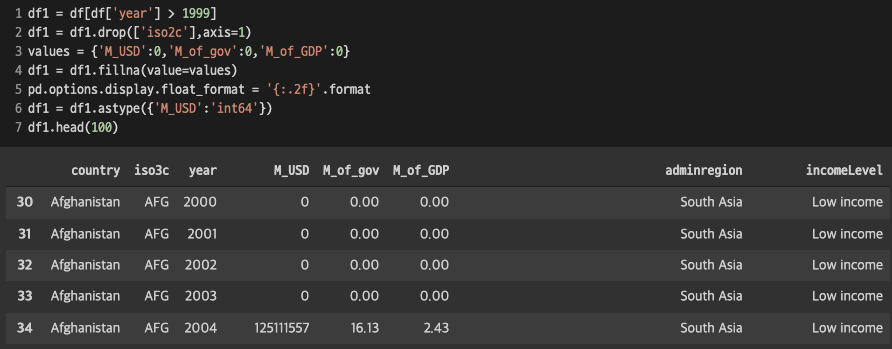 1 df1 = df[df['year'] > 1999]
2 df1 = df1.drop(['iso2c'],axis=1)
3 values = {'M_USD':0,'M_of_gov':0,'M_of_GDP':0}
4 df1 = df1.fillna(value=values)
5 pd.options.display.float_format = '{:.2f}'.format
6 df1 = df1.astype({'M_USD':'int64'})
7 df1.head(100)
country iso3c year M_USD M_of_gov M_of_GDP adminregion incomeLevel
30 Afghanistan AFG 2000 0 0.00 0.00 South Asia Low income
31 Afghanistan AFG 2001 0 0.00 0.00 South Asia Low income
32 Afghanistan AFG 2002 0 0.00 0.00 South Asia Low income
33 Afghanistan AFG 2003 0 0.00 0.00 South Asia Low income
34 Afghanistan AFG 2004 125111557 16.13 2.43 South Asia Low income